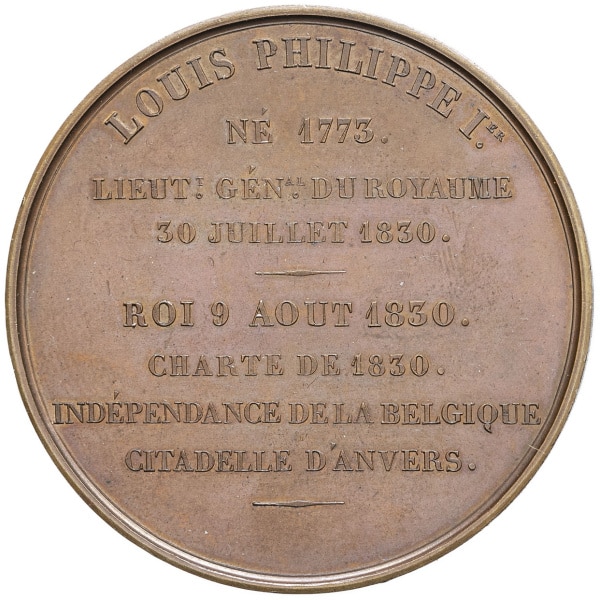 LOUIS PHILIPPE I.ER
NÉ 1773.
LIEUT.T GÉN.AL DU ROYAUME
30 JUILLET 1830.
ROI 9 AOUT 1830.
CHARTE DE 1830.
INDÉPENDANCE DE LA BELGIQUE
CITADELLE D'ANVERS.